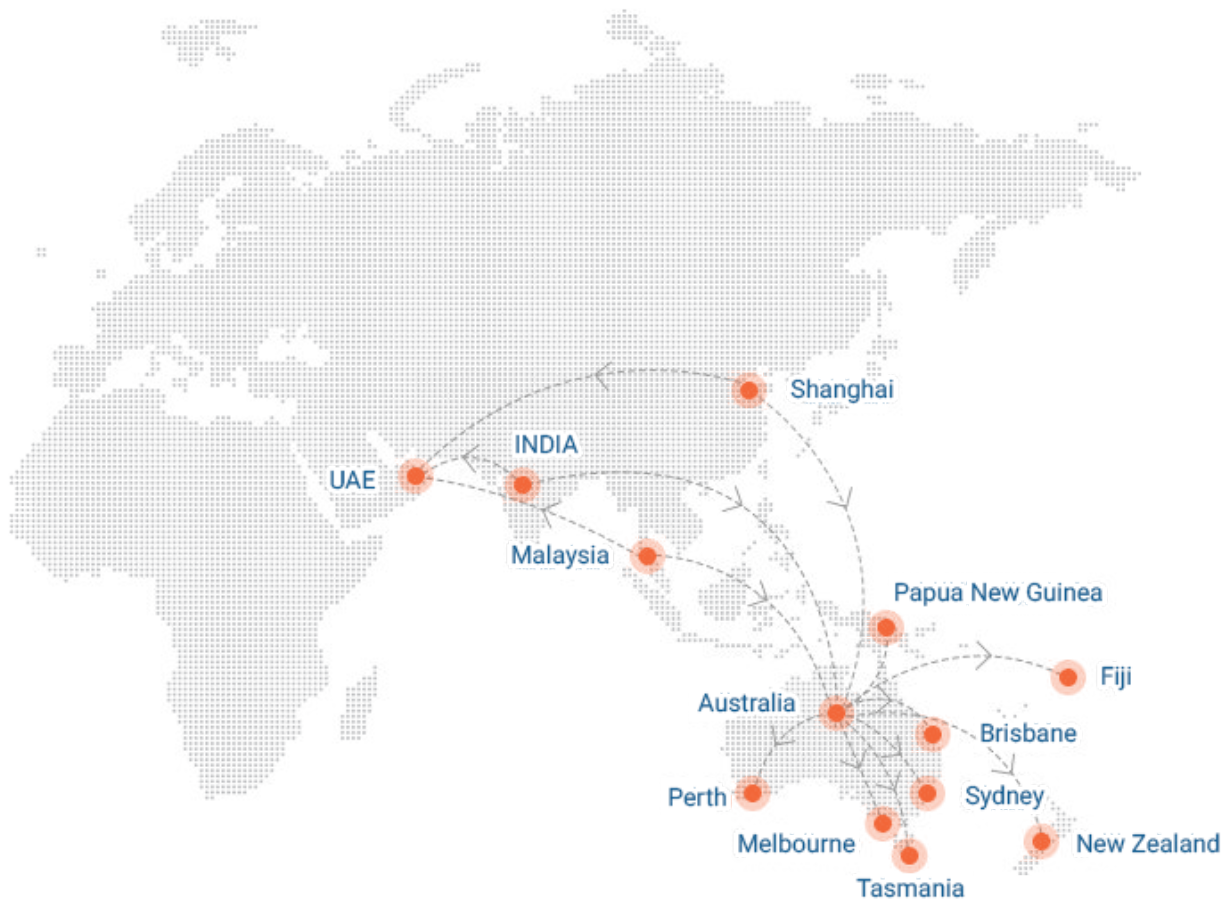 Shanghai
INDIA
UAE
Malaysia
Papua New Guinea
Fiji
Australia
Brisbane
Perth
Sydney
Melbourne
New Zealand
Tasmania